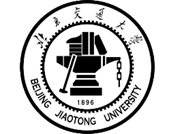 北京交通大学
1896
BEIJING JIAOTONG UNIVERSITY